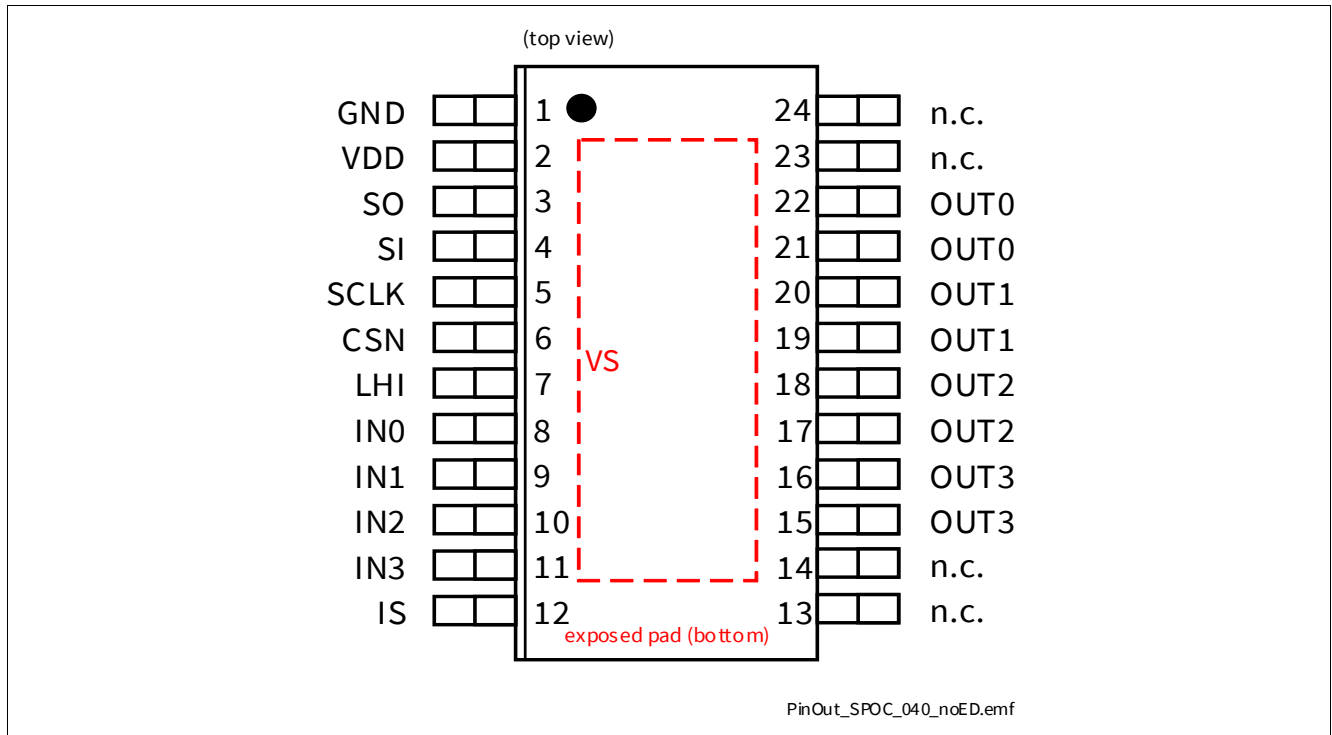 (top view)
GND 1 24 n.c.
VDD 2 23 n.c.
SO 3 22 OUT0
SI 4 21 OUT0
SCLK 5 20 OUT1
CSN 6 19 OUT1
VS
LHI 7 18 OUT2
IN0 8 17 OUT2
IN1 9 16 OUT3
IN2 10 15 OUT3
IN3 11 14 n.c.
IS 12 13 n.c.
exposed pad (bottom)
PinOut_SPOC_040_noED.emf